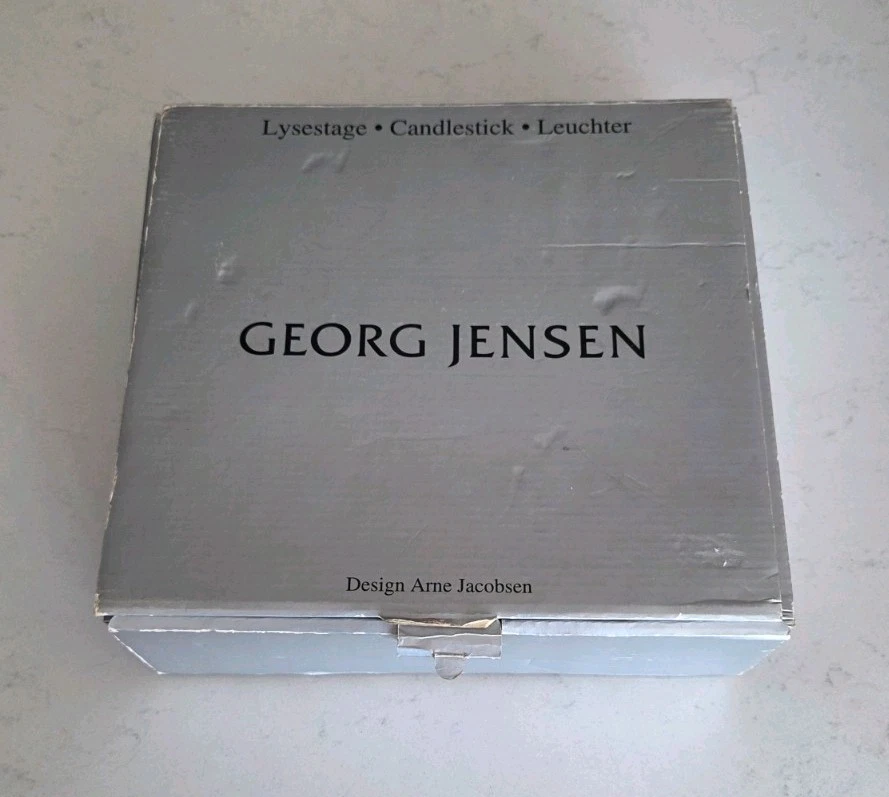 Lysestage • Candlestick • Leuchter
GEORG JENSEN
Design Arne Jacobsen